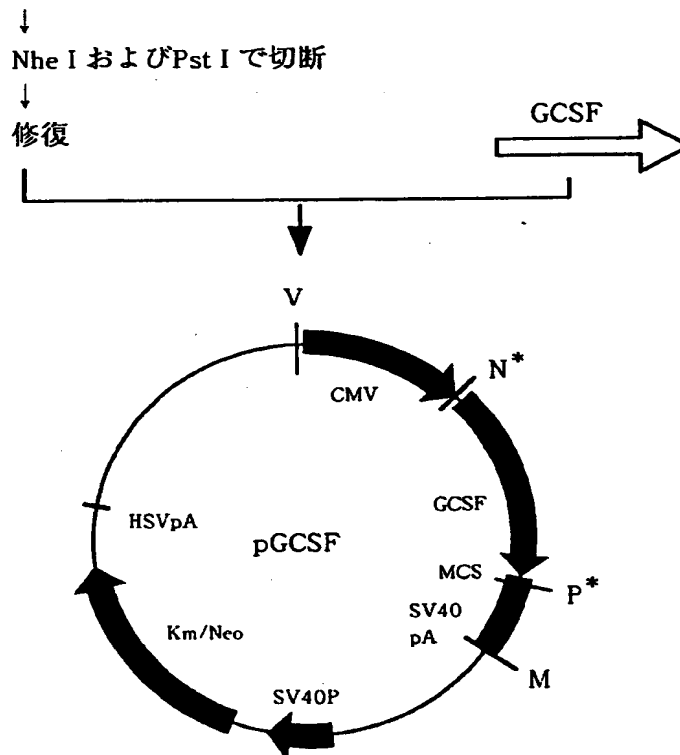 ↓
Nhe I およびPst I で切断
↓
修復
GCSF
V
N*
CMV
GCSF
HSVpA
pGCSF
MCS
P*
SV40
pA
Km/Neo
M
SV40P